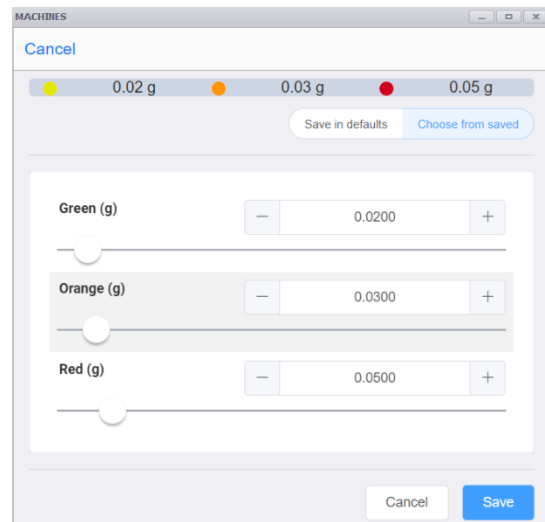 MACHINES
Cancel
0.02 g 0.03 g 0.05 g
Save in defaults Choose from saved
Green (g) 0.0200
Orange (g) 0.0300
Red (g) 0.0500
Cancel Save